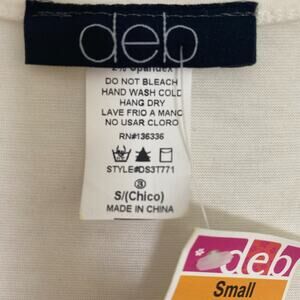 deb
2% Spandex
DO NOT BLEACH
HAND WASH COLD
HANG DRY
LAVE FRIO A MANO
NO USAR CLORO
RN#136336
STYLE#DS3T771
3
S/(Chico)
MADE IN CHINA
deb
Small